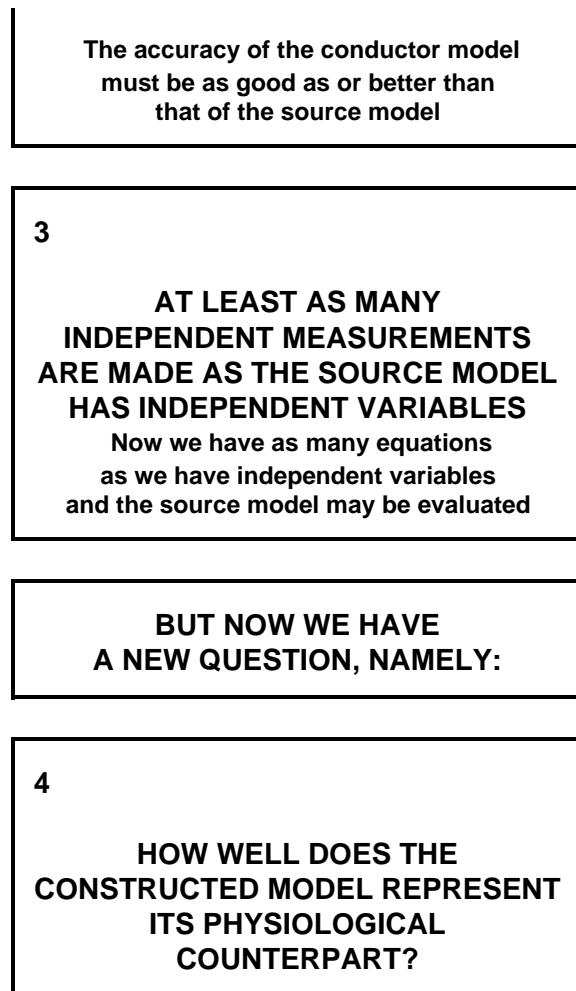 The accuracy of the conductor model
must be as good as or better than
that of the source model
3
AT LEAST AS MANY
INDEPENDENT MEASUREMENTS
ARE MADE AS THE SOURCE MODEL
HAS INDEPENDENT VARIABLES
Now we have as many equations
as we have independent variables
and the source model may be evaluated
BUT NOW WE HAVE
A NEW QUESTION, NAMELY:
4
HOW WELL DOES THE
CONSTRUCTED MODEL REPRESENT
ITS PHYSIOLOGICAL
COUNTERPART?